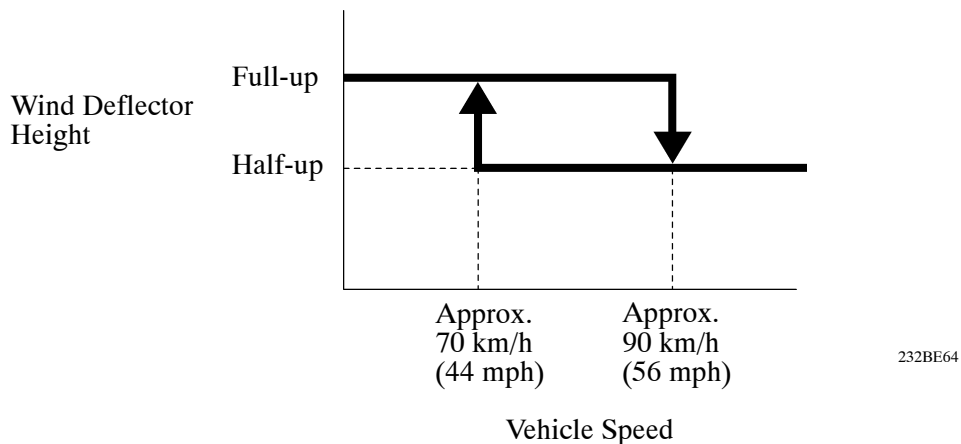 Full-up
Wind Deflector
Height
Half-up
Approx.
70 km/h
(44 mph)
Approx.
90 km/h
(56 mph)
232BE64
Vehicle Speed